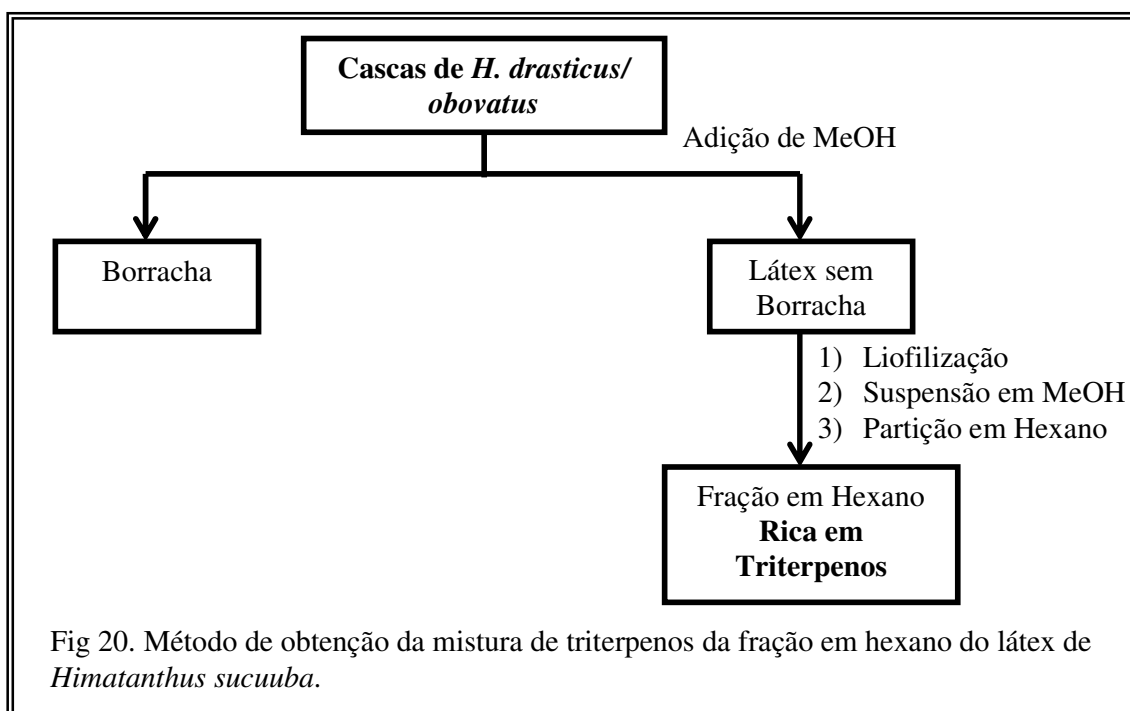 Cascas de H. drasticus/
obovatus
Adição de MeOH
Borracha
Látex sem
Borracha
1) Liofilização
2) Suspensão em MeOH
3) Partição em Hexano
Fração em Hexano
Rica em
Triterpenos
Fig 20. Método de obtenção da mistura de triterpenos da fração em hexano do látex de
Himatanthus sucuuba.